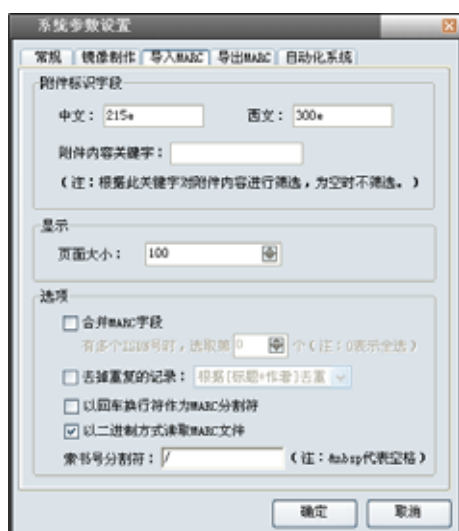 系统参数设置
常规 镜像制作 导入MARC 导出MARC 自动化系统
附件标识字段
中文： 215e 西文： 300e
附件内容关键字：
（注：根据此关键字对附件内容进行筛选，为空时不筛选。）
显示
页面大小： 100
选项
合并MARC字段
有多个ISBN号时，选取第 0 个（注：0表示全选）
去掉重复的记录： 根据[标题+作者]去重
以回车换行符作为MARC分割符
以二进制方式读取MARC文件
索书号分割符： / （注：&nbsp代表空格）
确定 取消